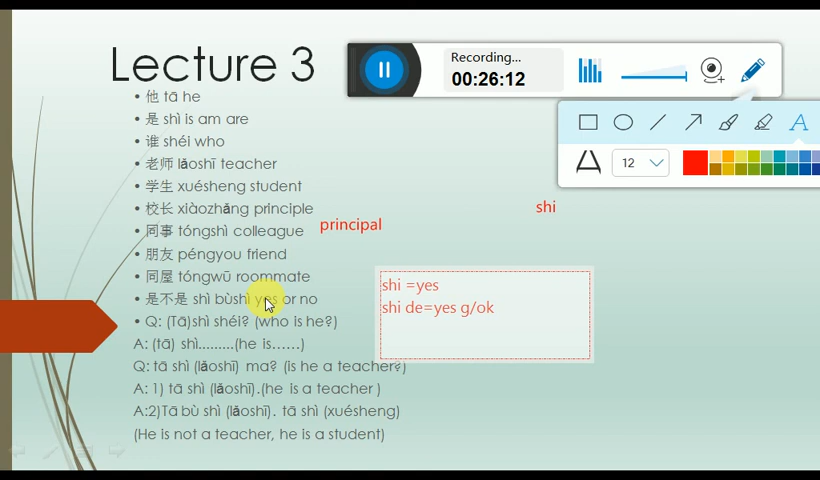 Lecture 3
Recording...
00:26:12
12
• 他 tā he
• 是 shì is am are
• 谁 shéi who
• 老师 lǎoshī teacher
• 学生 xuésheng student
• 校长 xiàozhǎng principle
shi
• 同事 tóngshì colleague
principal
• 朋友 péngyou friend
• 同屋 tóngwū roommate
• 是不是 shì bùshì yes or no
shi =yes
shi de=yes g/ok
• Q: (Tā)shì shéi? (who is he?)
A: (tā) shì.........(he is......)
Q: tā shì (lǎoshī) ma? (is he a teacher?)
A: 1) tā shì (lǎoshī).(he is a teacher )
A:2)Tā bù shì (lǎoshī). tā shì (xuésheng)
(He is not a teacher, he is a student)